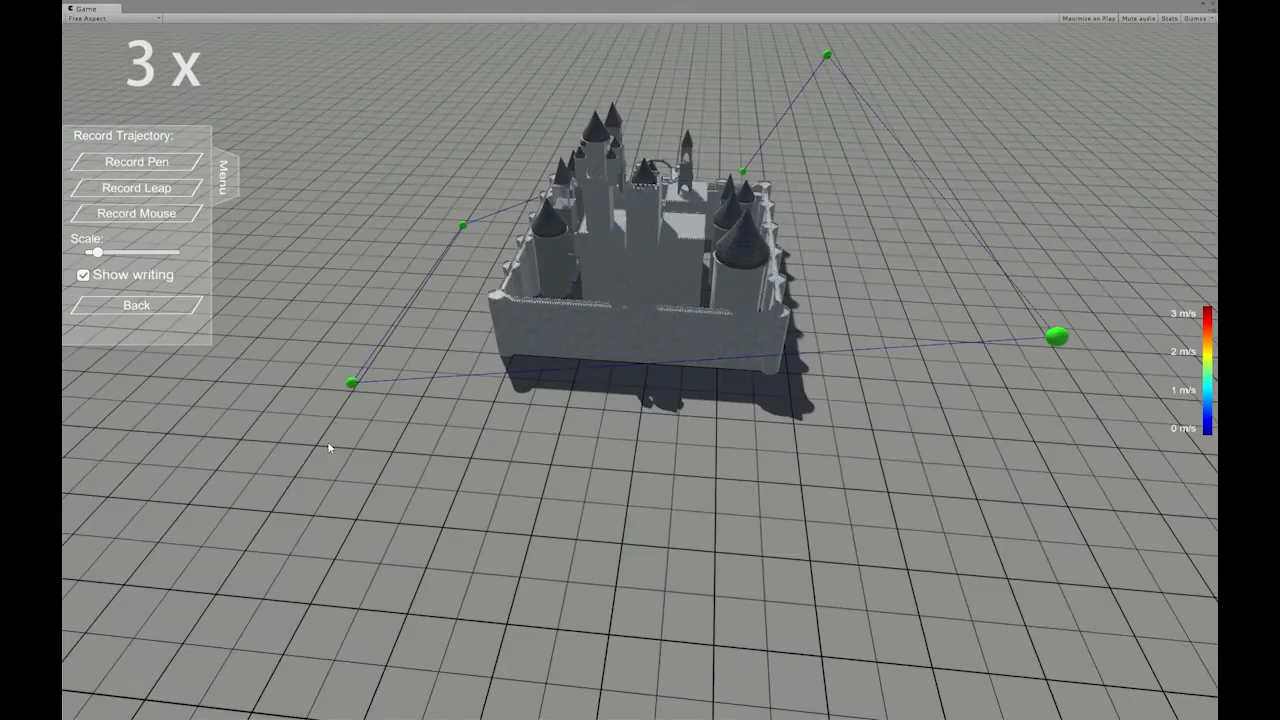 Game
Free Aspect
Maximize on Play Mute audio Stats Gizmos
3 x
Record Trajectory:
Record Pen
Record Leap
Record Mouse
Scale:
Show writing
Back
Menu
3 m/s
2 m/s
1 m/s
0 m/s